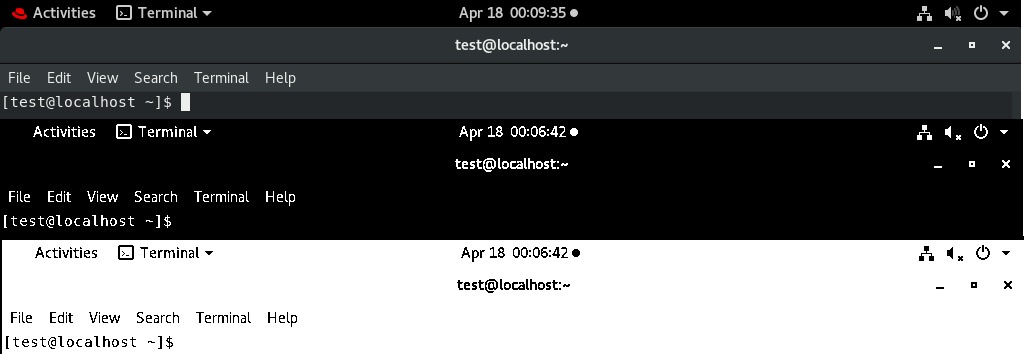 Activities Terminal Apr 18 00:09:35
test@localhost:~
File Edit View Search Terminal Help
[test@localhost ~]$
Activities Terminal Apr 18 00:06:42
test@localhost:~
File Edit View Search Terminal Help
[test@localhost ~]$
Activities Terminal Apr 18 00:06:42
test@localhost:~
File Edit View Search Terminal Help
[test@localhost ~]$